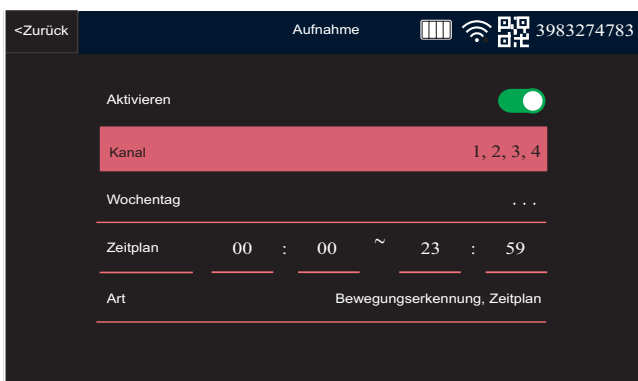 <Zurück Aufnahme 3983274783
Aktivieren
Kanal 1, 2, 3, 4
Wochentag . . .
Zeitplan 00 : 00 ~ 23 : 59
Art Bewegungserkennung, Zeitplan